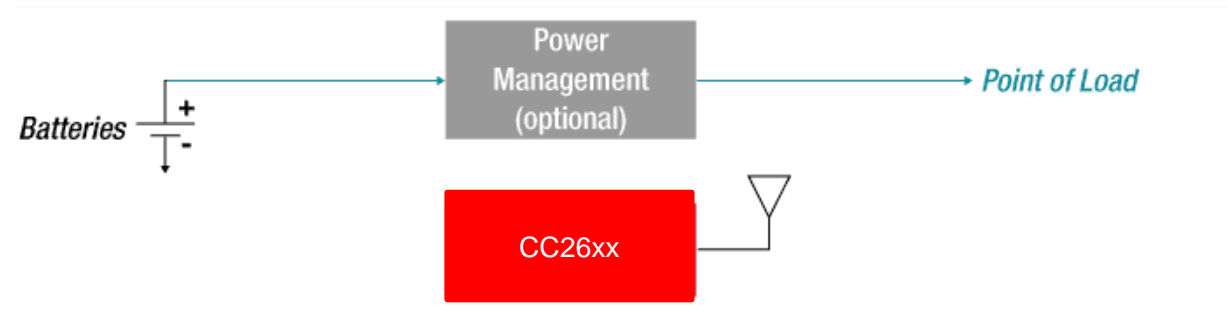 Power
Management
(optional)
Point of Load
Batteries
+
-
CC26xx